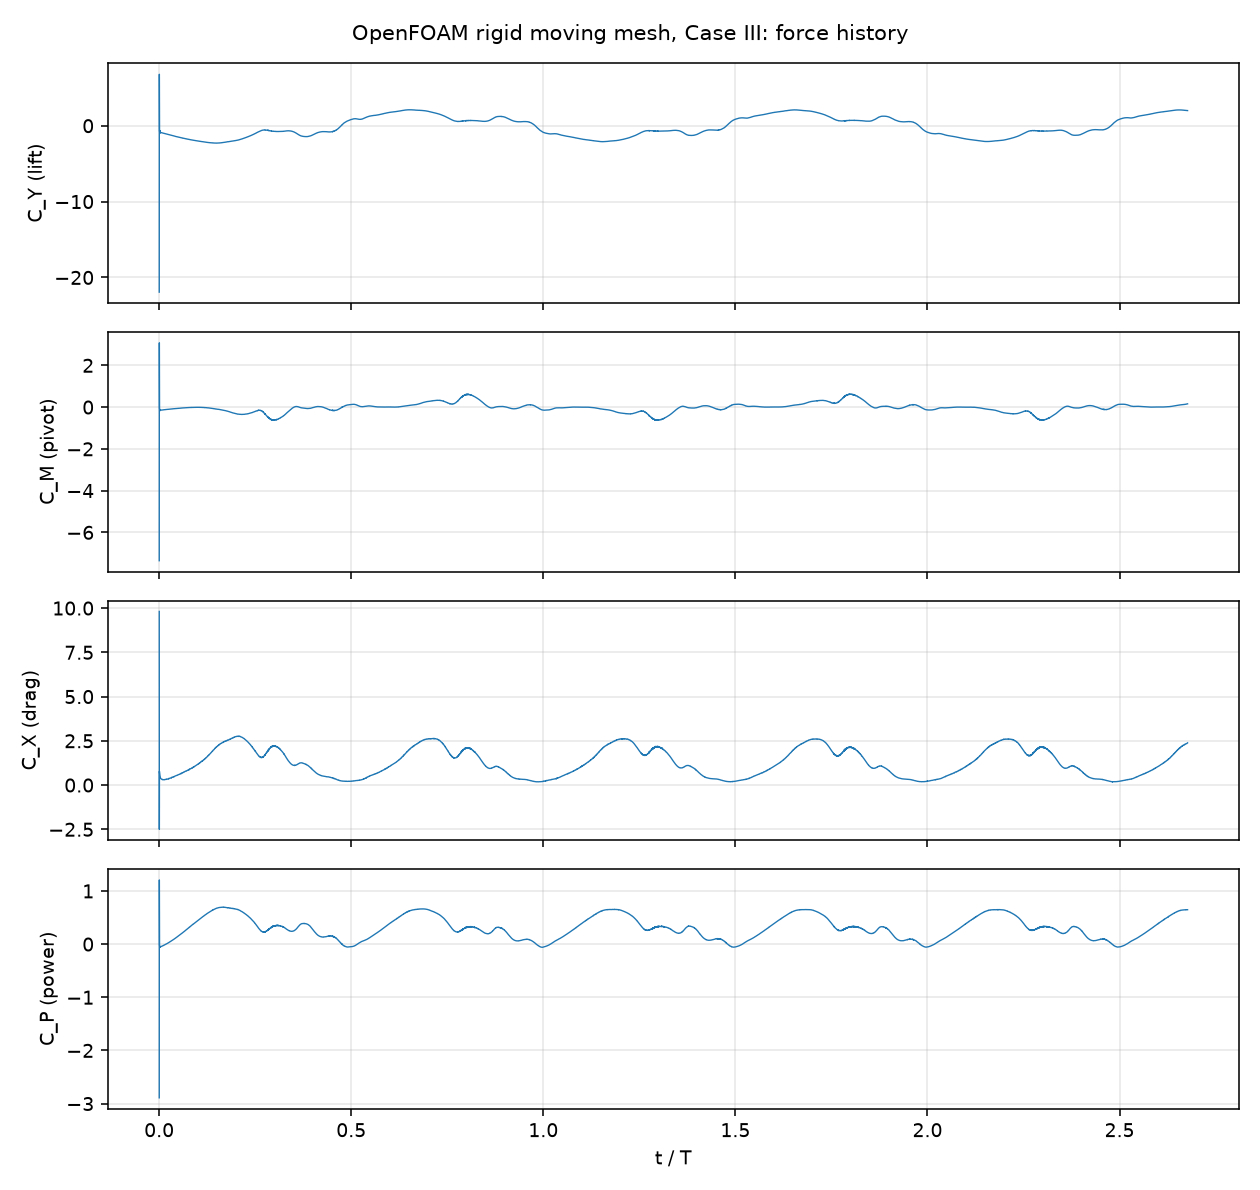 OpenFOAM rigid moving mesh, Case III: force history
C_Y (lift)
0
−10
−20
C_M (pivot)
2
0
−2
−4
−6
C_X (drag)
10.0
7.5
5.0
2.5
0.0
−2.5
C_P (power)
1
0
−1
−2
−3
0.0 0.5 1.0 1.5 2.0 2.5
t / T